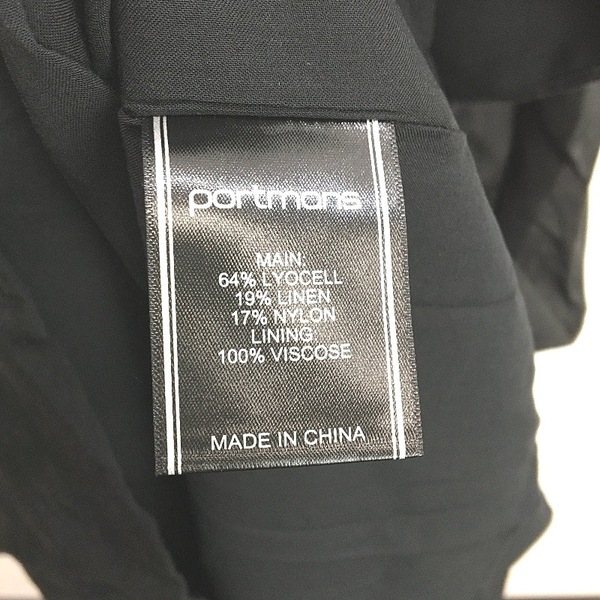 portmans
MAIN:
64% LYOCELL
19% LINEN
17% NYLON
LINING
100% VISCOSE
MADE IN CHINA